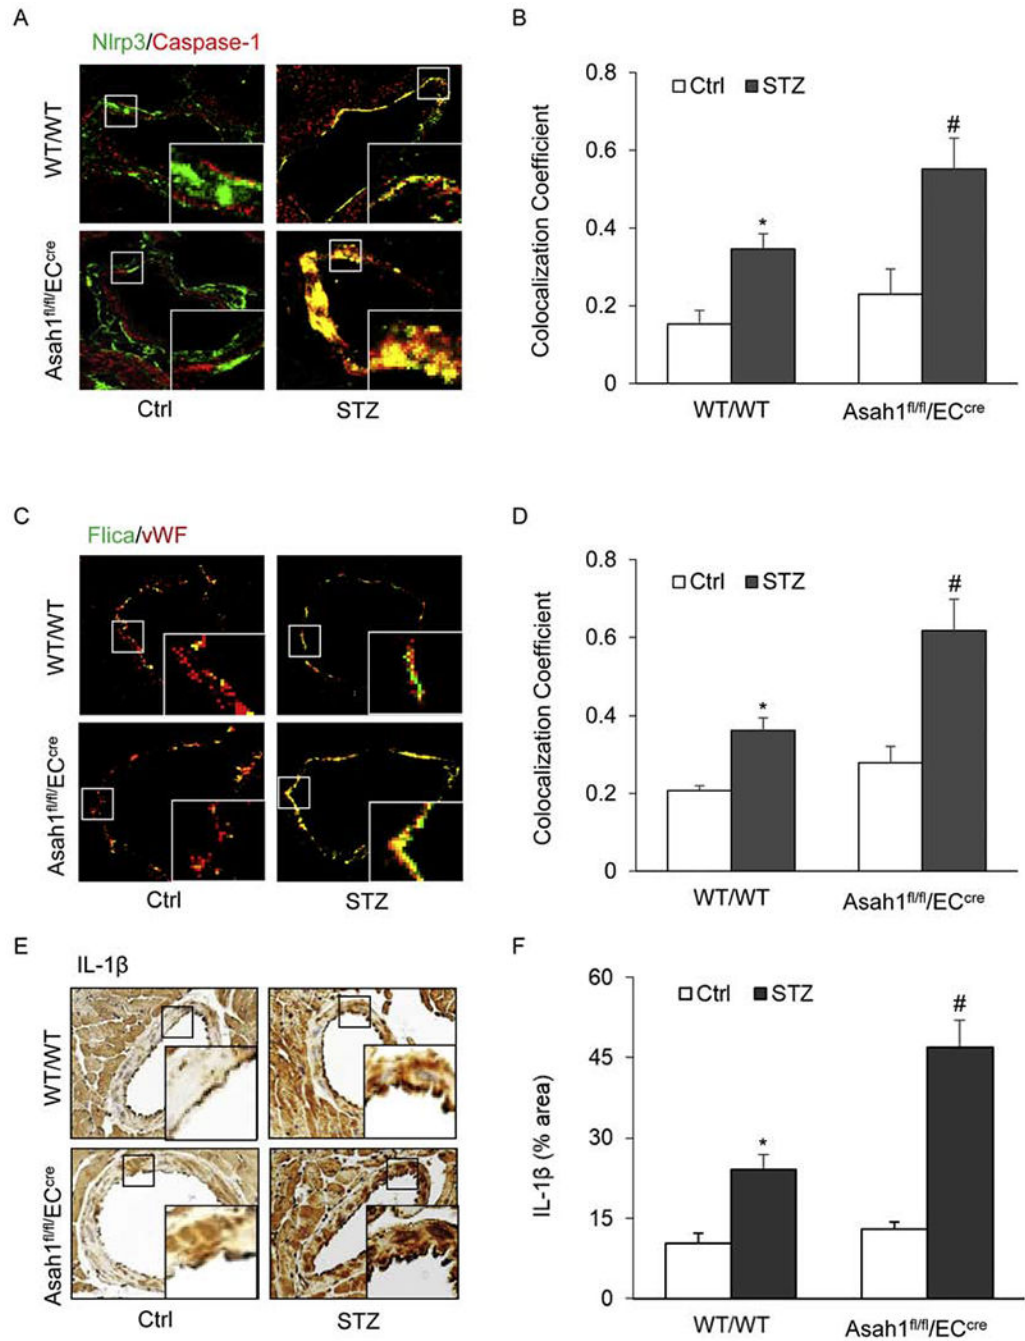 A
Nlrp3/Caspase-1
WT/WT
Asah1fl/fl/ECcre
Ctrl
STZ
B
Colocalization Coefficient
0.8
0.6
0.4
0.2
0
Ctrl
STZ
*
#
WT/WT
Asah1fl/fl/ECcre
C
Flica/vWF
WT/WT
Asah1fl/fl/ECcre
Ctrl
STZ
D
Colocalization Coefficient
0.8
0.6
0.4
0.2
0
Ctrl
STZ
*
#
WT/WT
Asah1fl/fl/ECcre
E
IL-1β
WT/WT
Asah1fl/fl/ECcre
Ctrl
STZ
F
IL-1β (% area)
60
45
30
15
0
Ctrl
STZ
*
#
WT/WT
Asah1fl/fl/ECcre